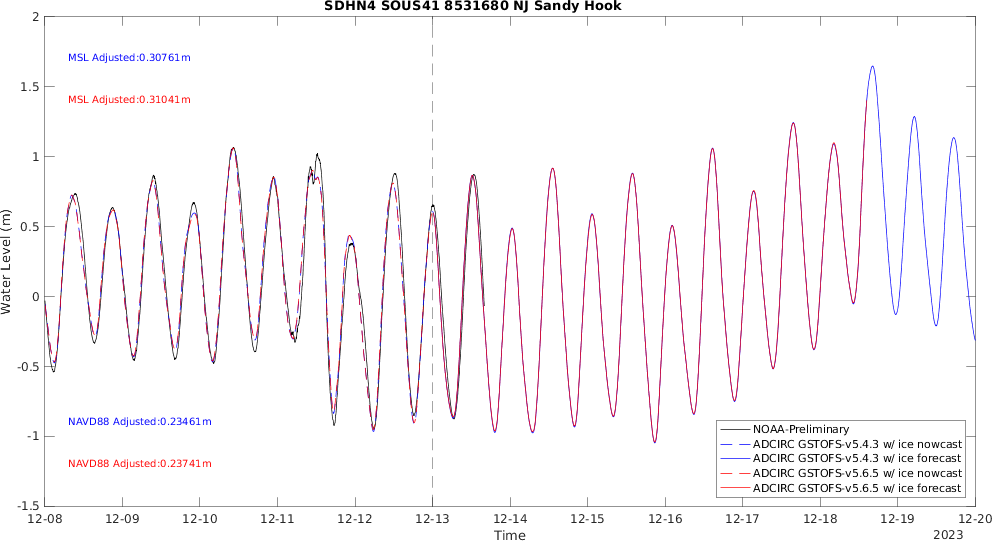 SDHN4 SOUS41 8531680 NJ Sandy Hook
2
1.5
1
0.5
0
-0.5
-1
-1.5
Water Level (m)
MSL Adjusted:0.30761m
MSL Adjusted:0.31041m
NAVD88 Adjusted:0.23461m
NAVD88 Adjusted:0.23741m
NOAA-Preliminary
ADCIRC GSTOFS-v5.4.3 w/ ice nowcast
ADCIRC GSTOFS-v5.4.3 w/ ice forecast
ADCIRC GSTOFS-v5.6.5 w/ ice nowcast
ADCIRC GSTOFS-v5.6.5 w/ ice forecast
12-08 12-09 12-10 12-11 12-12 12-13 12-14 12-15 12-16 12-17 12-18 12-19 12-20
Time
2023